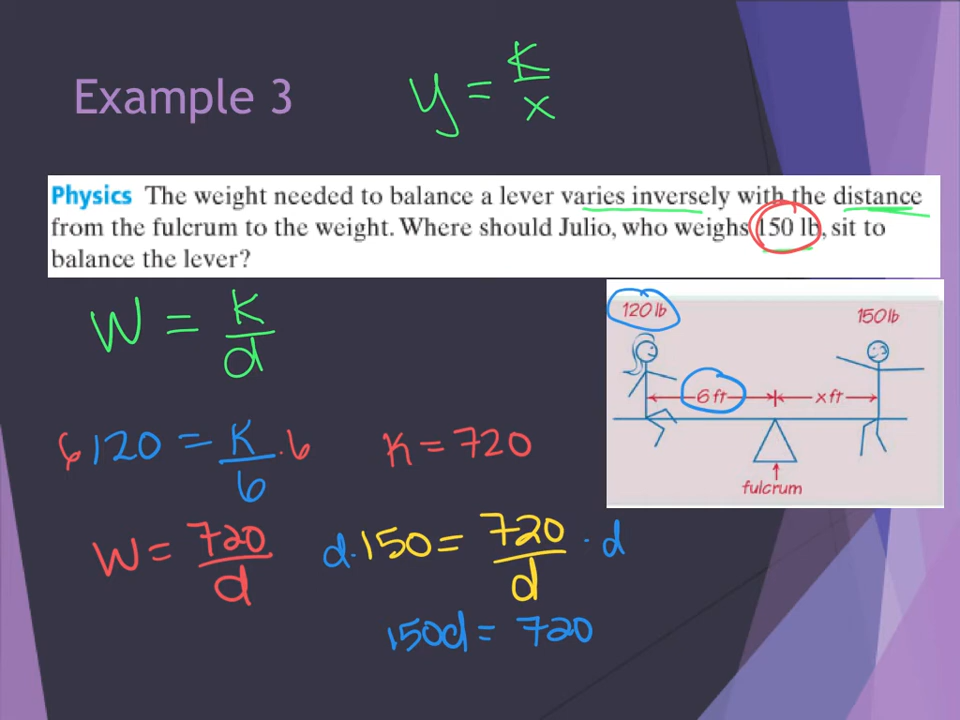 Example 3
y = K/x
Physics The weight needed to balance a lever varies inversely with the distance
from the fulcrum to the weight. Where should Julio, who weighs 150 lb, sit to
balance the lever?
W = K/d
120 lb
150 lb
6 ft
x ft
fulcrum
6 120 = K/6 · 6
K = 720
W = 720/d
d · 150 = 720/d · d
150d = 720